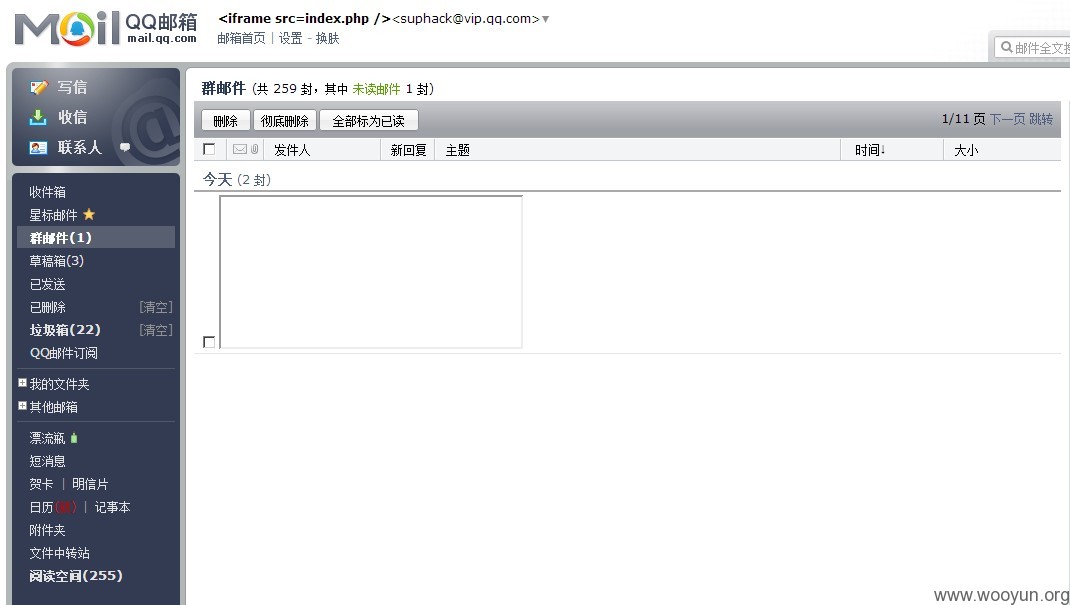 Mail QQ邮箱 <iframe src=index.php /><suphack@vip.qq.com>▼
mail.qq.com 邮箱首页 | 设置 - 换肤
邮件全文搜
写信
收信
联系人
收件箱
星标邮件
群邮件(1)
草稿箱(3)
已发送
已删除 [清空]
垃圾箱(22) [清空]
QQ邮件订阅
我的文件夹
其他邮箱
漂流瓶
短消息
贺卡 | 明信片
日历 | 记事本
附件夹
文件中转站
阅读空间(255)
群邮件 (共 259 封，其中 未读邮件 1 封)
删除 彻底删除 全部标为已读 1/11 页 下一页 跳转
发件人 新回复 主题 时间↓ 大小
今天 (2 封)
www.wooyun.org